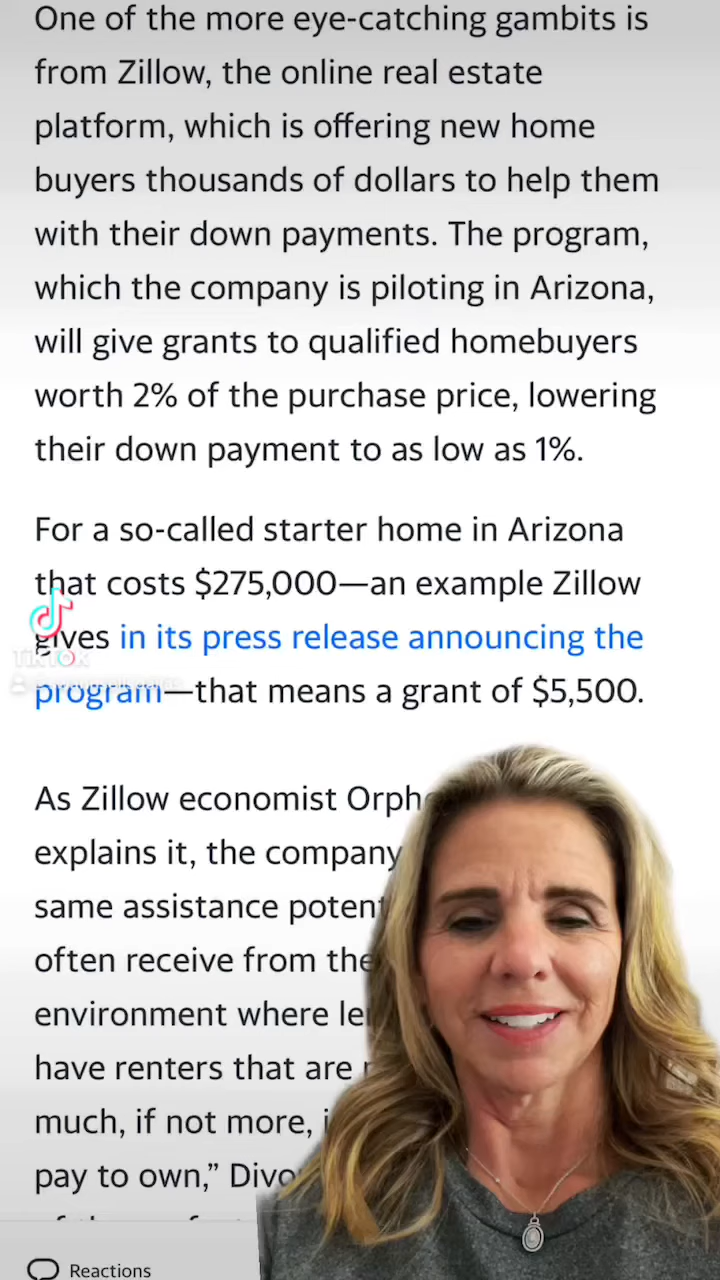 One of the more eye-catching gambits is
from Zillow, the online real estate
platform, which is offering new home
buyers thousands of dollars to help them
with their down payments. The program,
which the company is piloting in Arizona,
will give grants to qualified homebuyers
worth 2% of the purchase price, lowering
their down payment to as low as 1%.
For a so-called starter home in Arizona
that costs $275,000—an example Zillow
gives in its press release announcing the
program—that means a grant of $5,500.
TikTok
As Zillow economist Orph
explains it, the company
same assistance potent
often receive from the
environment where le
have renters that are
much, if not more, i
pay to own,” Divo
Reactions